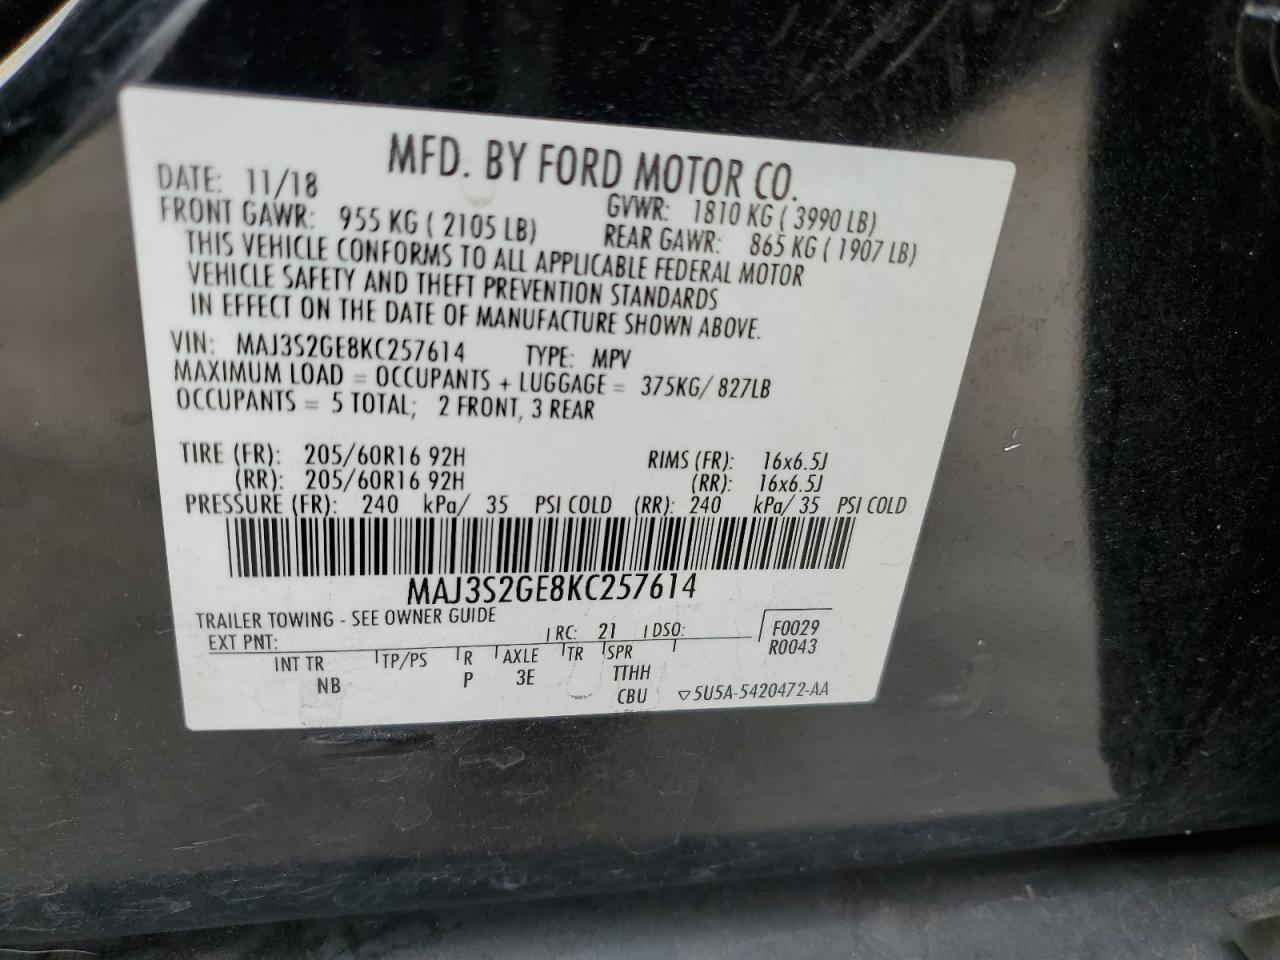 MFD. BY FORD MOTOR CO.
DATE: 11/18 GVWR: 1810 KG ( 3990 LB)
FRONT GAWR: 955 KG ( 2105 LB) REAR GAWR: 865 KG ( 1907 LB)
THIS VEHICLE CONFORMS TO ALL APPLICABLE FEDERAL MOTOR
VEHICLE SAFETY AND THEFT PREVENTION STANDARDS
IN EFFECT ON THE DATE OF MANUFACTURE SHOWN ABOVE.
VIN: MAJ3S2GE8KC257614 TYPE: MPV
MAXIMUM LOAD = OCCUPANTS + LUGGAGE = 375KG/ 827LB
OCCUPANTS = 5 TOTAL; 2 FRONT, 3 REAR
TIRE (FR): 205/60R16 92H RIMS (FR): 16x6.5J
(RR): 205/60R16 92H (RR): 16x6.5J
PRESSURE (FR): 240 kPa/ 35 PSI COLD (RR): 240 kPa/ 35 PSI COLD
MAJ3S2GE8KC257614
TRAILER TOWING - SEE OWNER GUIDE
EXT PNT: RC: 21 DSO: F0029
R0043
INT TR TP/PS R AXLE TR SPR
NB P 3E TTHH
CBU 5U5A-5420472-AA